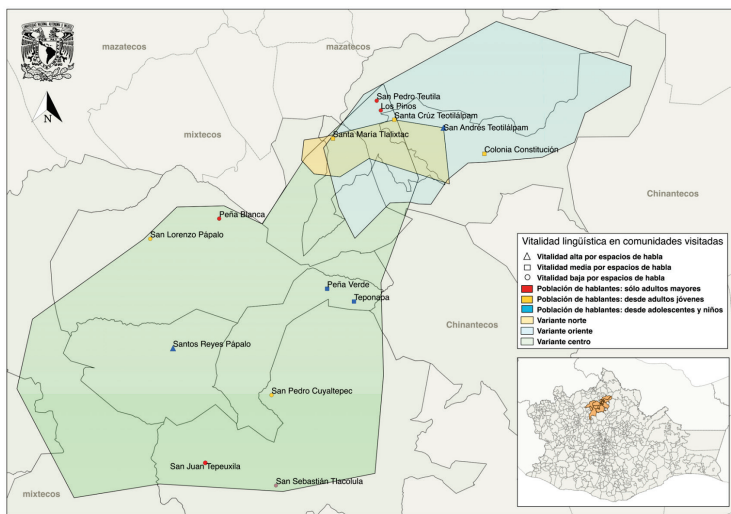 UNIVERSIDAD NACIONAL AUTONOMA
mazatecos
mazatecos
N
mixtecos
San Pedro Teutila
Los Pinos
Santa Crúz Teotilálpam
San Andrés Teotilálpam
Santa María Tlalixtac
Colonia Constitución
Chinantecos
Peña Blanca
San Lorenzo Pápalo
Peña Verde
Teponapa
Chinantecos
Santos Reyes Pápalo
San Pedro Cuyaltepec
San Juan Tepeuxila
San Sebastián Tlacolula
mixtecos
Vitalidad lingüística en comunidades visitadas
Vitalidad alta por espacios de habla
Vitalidad media por espacios de habla
Vitalidad baja por espacios de habla
Población de hablantes: sólo adultos mayores
Población de hablantes: desde adultos jóvenes
Población de hablantes: desde adolescentes y niños
Variante norte
Variante oriente
Variante centro